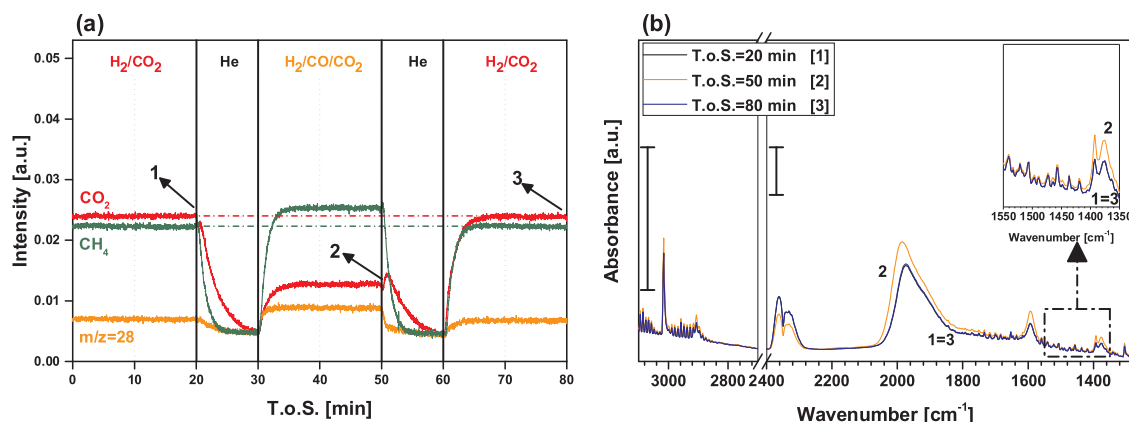 (a)
0.05
0.04
0.03
0.02
0.01
0.00
Intensity [a.u.]
H2/CO2
He
H2/CO/CO2
He
H2/CO2
1
2
3
CO2
CH4
m/z=28
0 10 20 30 40 50 60 70 80
T.o.S. [min]
(b)
T.o.S.=20 min [1]
T.o.S.=50 min [2]
T.o.S.=80 min [3]
Absorbance [a.u.]
2
1=3
1550 1500 1450 1400 1350
Wavenumber [cm-1]
2
1=3
3000 2800 2400 2200 2000 1800 1600 1400
Wavenumber [cm-1]